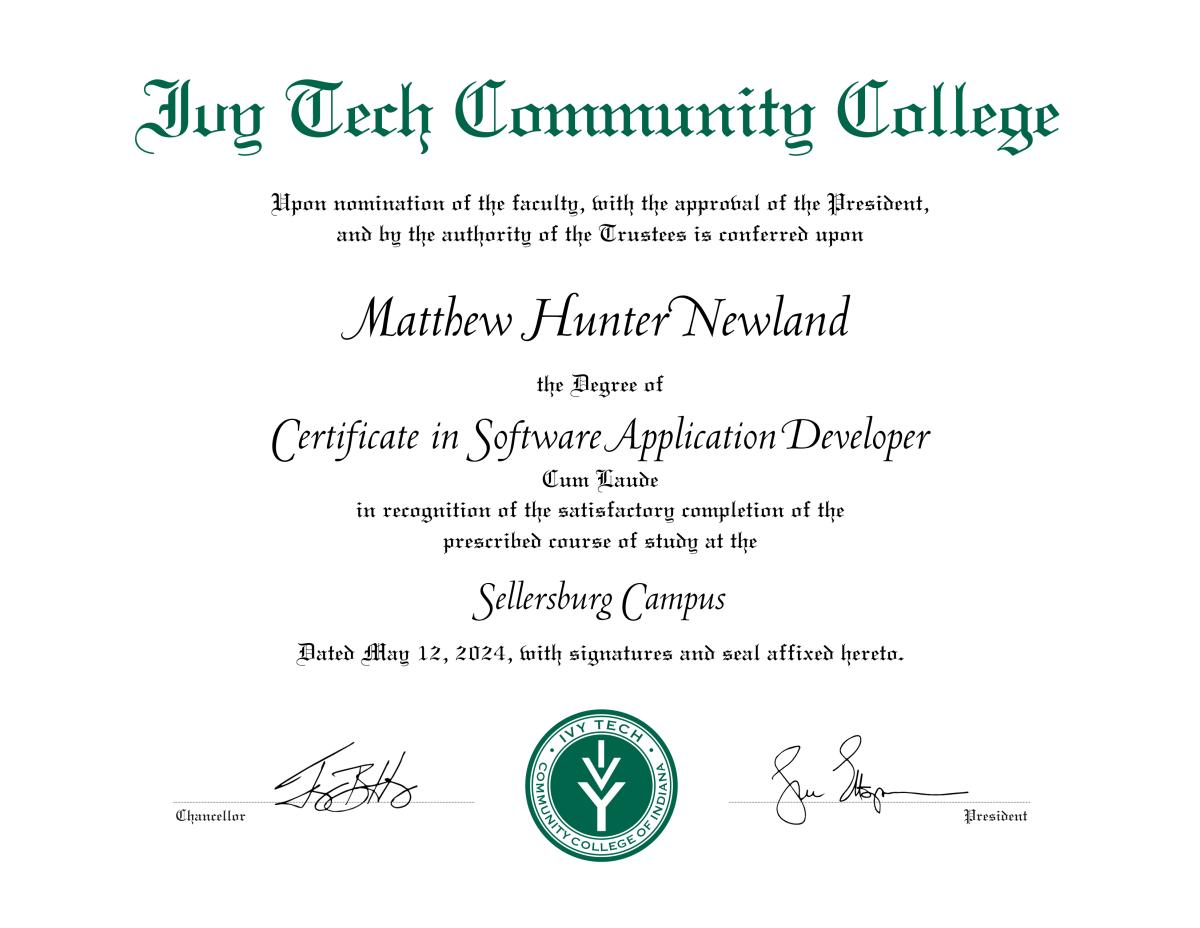 Ivy Tech Community College
Upon nomination of the faculty, with the approval of the President,
and by the authority of the Trustees is conferred upon
Matthew Hunter Newland
the Degree of
Certificate in Software Application Developer
Cum Laude
in recognition of the satisfactory completion of the
prescribed course of study at the
Sellersburg Campus
Dated May 12, 2024, with signatures and seal affixed hereto.
IVY TECH
IVY
COMMUNITY COLLEGE OF INDIANA
Chancellor
President